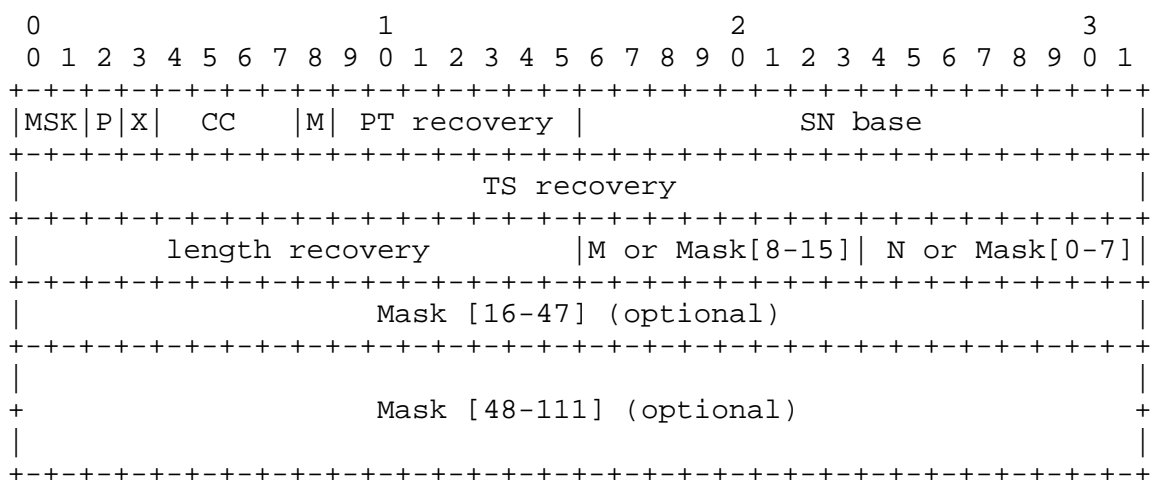 0                   1                   2                   3
 0 1 2 3 4 5 6 7 8 9 0 1 2 3 4 5 6 7 8 9 0 1 2 3 4 5 6 7 8 9 0 1
+-+-+-+-+-+-+-+-+-+-+-+-+-+-+-+-+-+-+-+-+-+-+-+-+-+-+-+-+-+-+-+-+
|MSK|P|X|  CC   |M| PT recovery |            SN base            |
+-+-+-+-+-+-+-+-+-+-+-+-+-+-+-+-+-+-+-+-+-+-+-+-+-+-+-+-+-+-+-+-+
|                          TS recovery                          |
+-+-+-+-+-+-+-+-+-+-+-+-+-+-+-+-+-+-+-+-+-+-+-+-+-+-+-+-+-+-+-+-+
|        length recovery        |M or Mask[8-15]| N or Mask[0-7]|
+-+-+-+-+-+-+-+-+-+-+-+-+-+-+-+-+-+-+-+-+-+-+-+-+-+-+-+-+-+-+-+-+
|                    Mask [16-47] (optional)                    |
+-+-+-+-+-+-+-+-+-+-+-+-+-+-+-+-+-+-+-+-+-+-+-+-+-+-+-+-+-+-+-+-+
|                                                               |
+                    Mask [48-111] (optional)                   +
|                                                               |
+-+-+-+-+-+-+-+-+-+-+-+-+-+-+-+-+-+-+-+-+-+-+-+-+-+-+-+-+-+-+-+-+